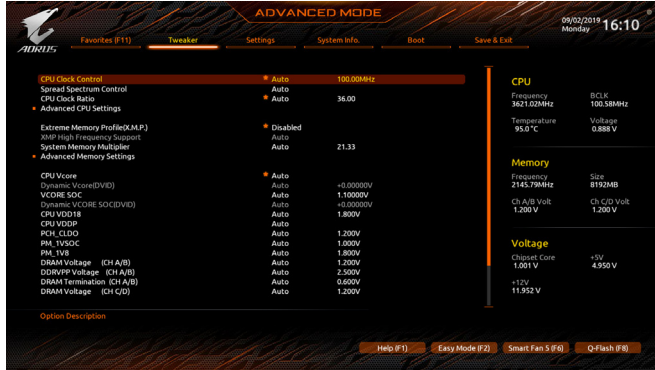 ADVANCED MODE
09/02/2019 Monday 16:10
AORUS
Favorites (F11) Tweaker Settings System Info. Boot Save & Exit
CPU Clock Control * Auto 100.00MHz
Spread Spectrum Control Auto
CPU Clock Ratio * Auto 36.00
Advanced CPU Settings
Extreme Memory Profile(X.M.P.) * Disabled
XMP High Frequency Support Auto
System Memory Multiplier Auto 21.33
Advanced Memory Settings
CPU Vcore * Auto
Dynamic Vcore(DVID) Auto +0.00000V
VCORE SOC Auto 1.10000V
Dynamic VCORE SOC(DVID) Auto +0.00000V
CPU VDD18 Auto 1.800V
CPU VDDP Auto
PCH_CLDO Auto 1.200V
PM_1VSOC Auto 1.000V
PM_1V8 Auto 1.800V
DRAM Voltage (CH A/B) Auto 1.200V
DDRVPP Voltage (CH A/B) Auto 2.500V
DRAM Termination (CH A/B) Auto 0.600V
DRAM Voltage (CH C/D) Auto 1.200V
CPU
Frequency BCLK
3621.02MHz 100.58MHz
Temperature Voltage
95.0 °C 0.888 V
Memory
Frequency Size
2145.79MHz 8192MB
Ch A/B Volt Ch C/D Volt
1.200 V 1.200 V
Voltage
Chipset Core +5V
1.001 V 4.950 V
+12V
11.952 V
Option Description
Help (F1) Easy Mode (F2) Smart Fan 5 (F6) Q-Flash (F8)